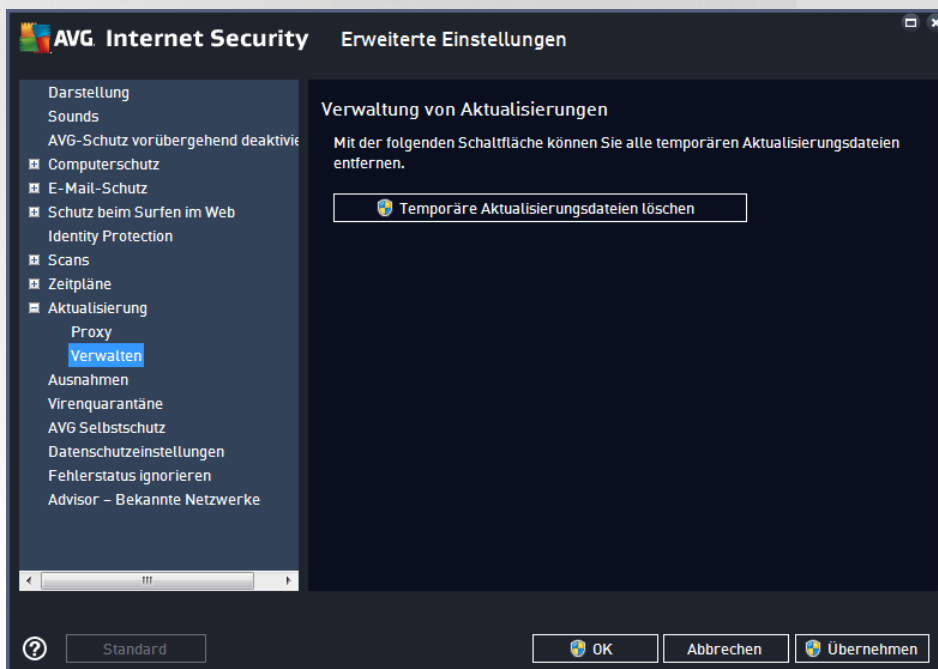 AVG. Internet Security Erweiterte Einstellungen
Darstellung
Sounds
AVG-Schutz vorübergehend deaktivie
Computerschutz
E-Mail-Schutz
Schutz beim Surfen im Web
Identity Protection
Scans
Zeitpläne
Aktualisierung
Proxy
Verwalten
Ausnahmen
Virenquarantäne
AVG Selbstschutz
Datenschutzeinstellungen
Fehlerstatus ignorieren
Advisor – Bekannte Netzwerke
Verwaltung von Aktualisierungen
Mit der folgenden Schaltfläche können Sie alle temporären Aktualisierungsdateien
entfernen.
Temporäre Aktualisierungsdateien löschen
Standard
OK
Abbrechen
Übernehmen